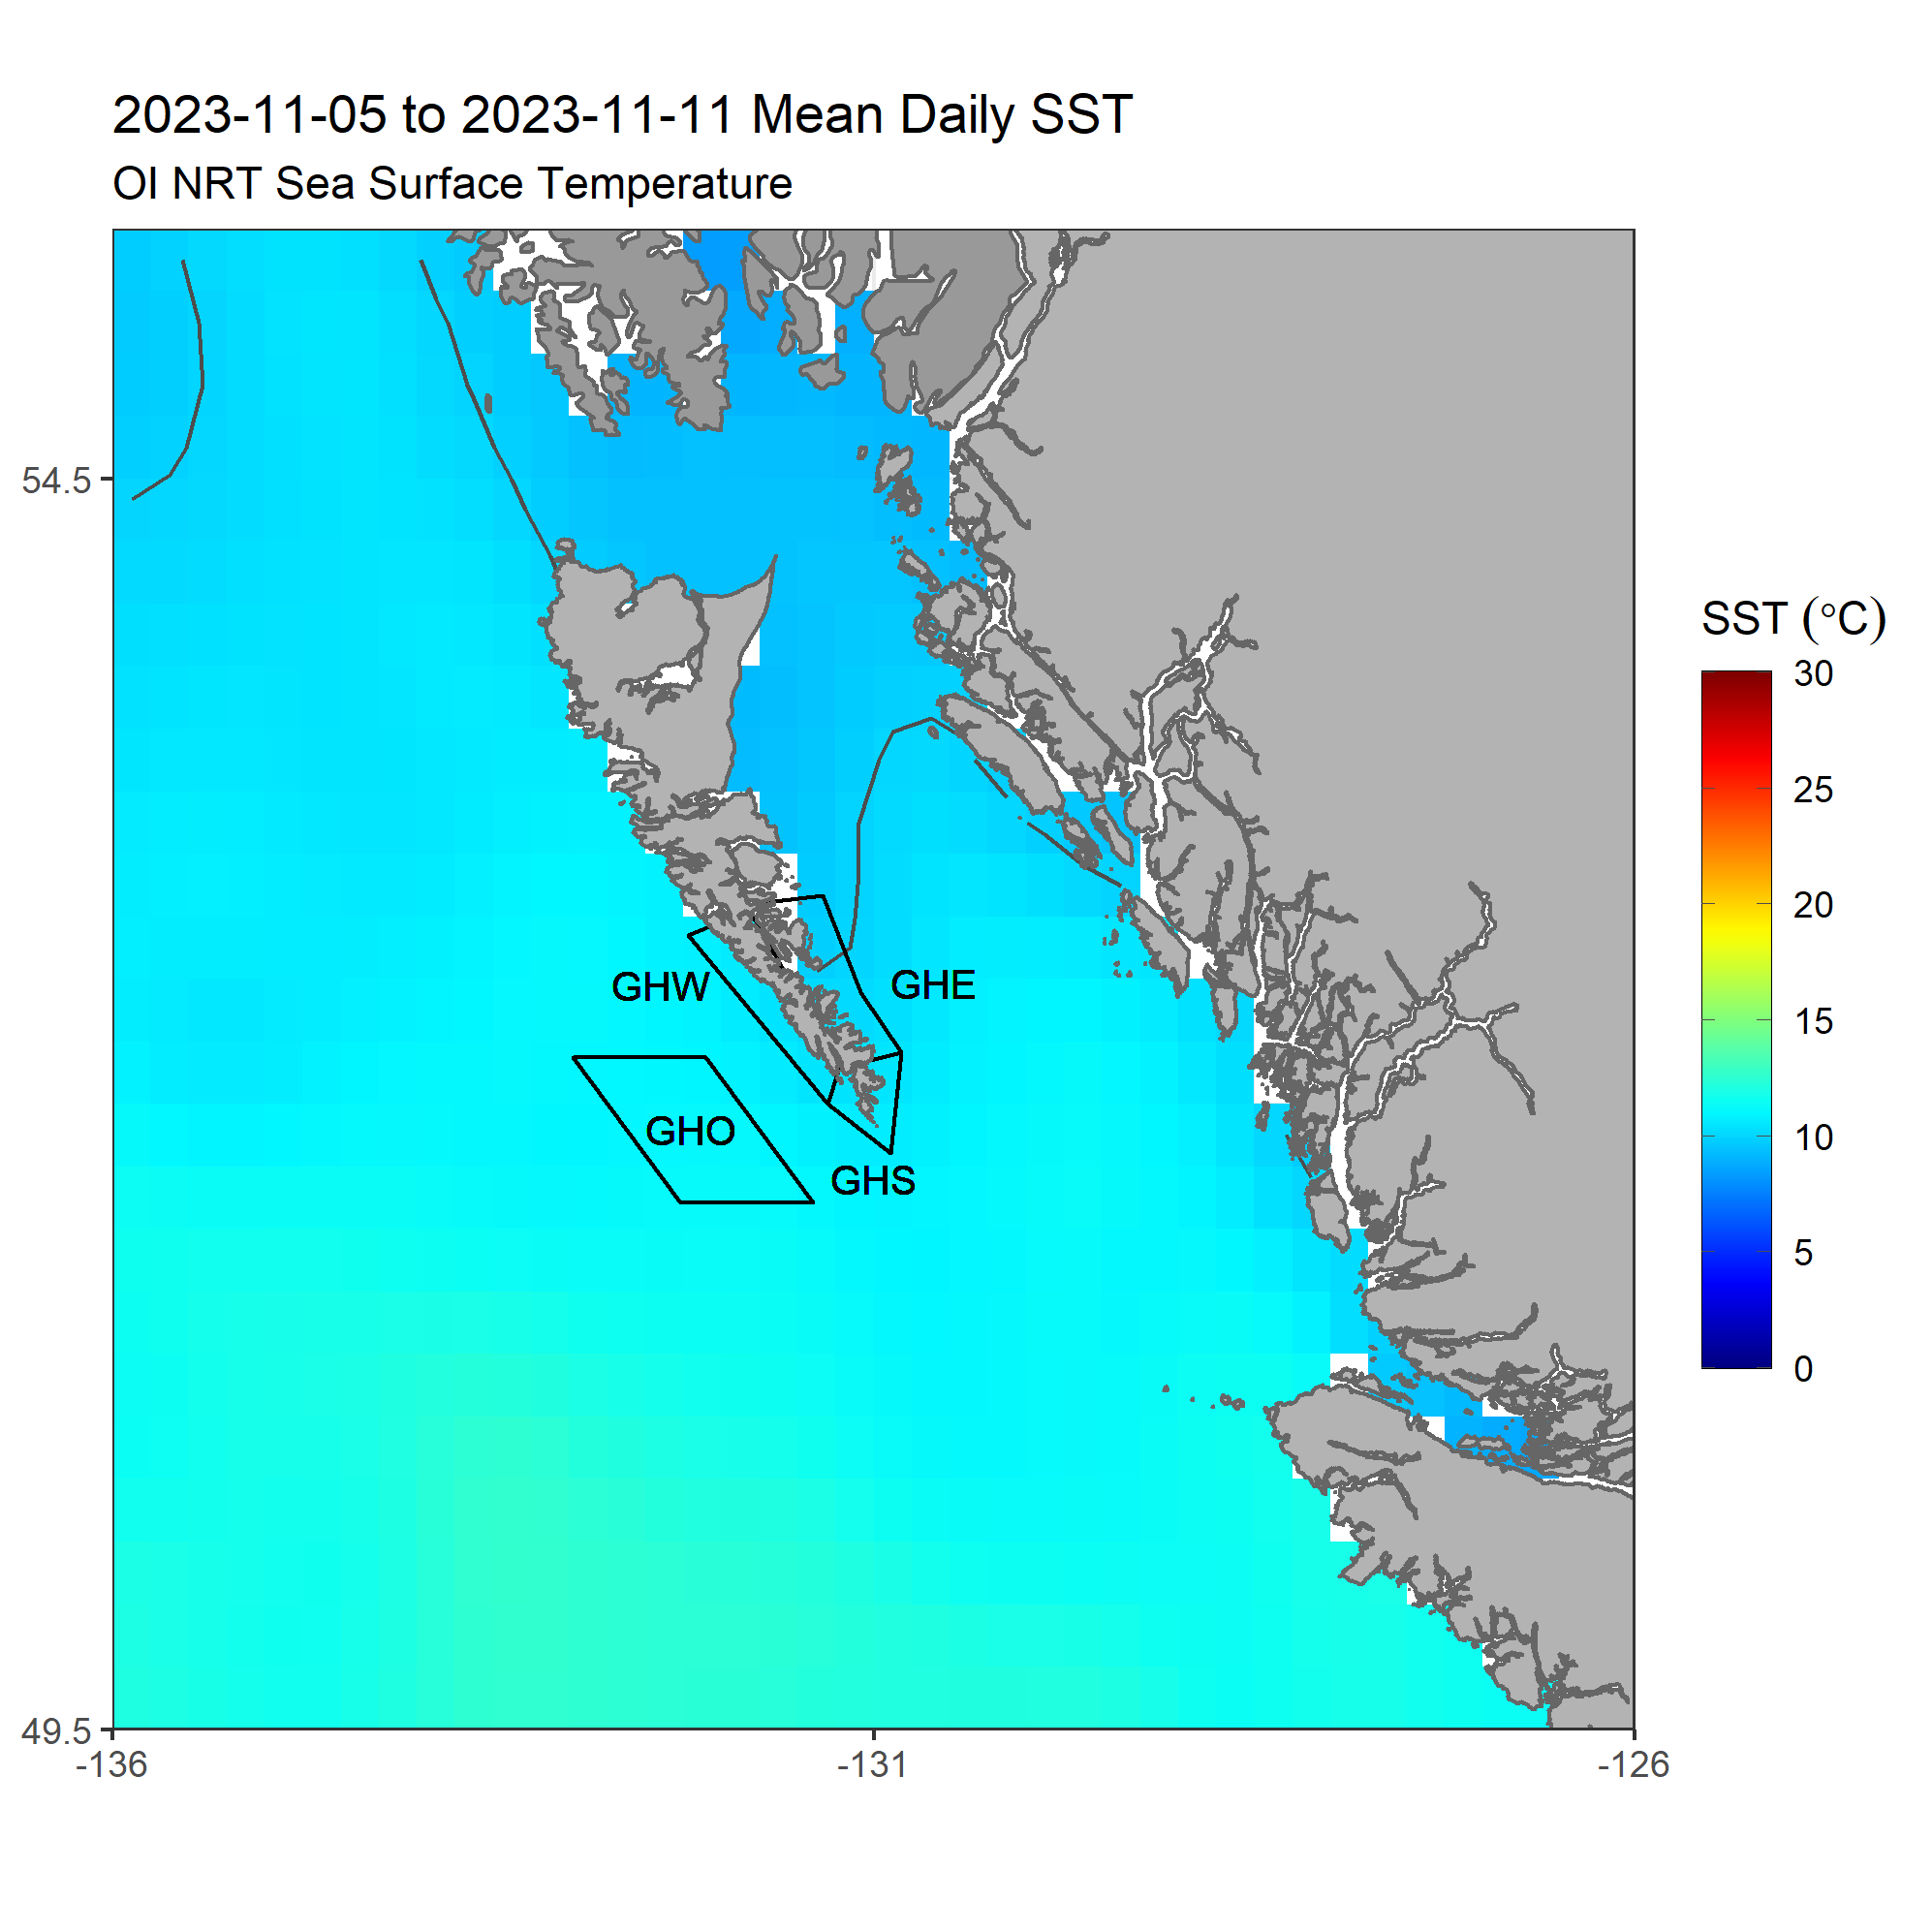 2023-11-05 to 2023-11-11 Mean Daily SST
OI NRT Sea Surface Temperature
54.5
49.5
-136
-131
-126
GHW
GHE
GHO
GHS
SST (°C)
30
25
20
15
10
5
0